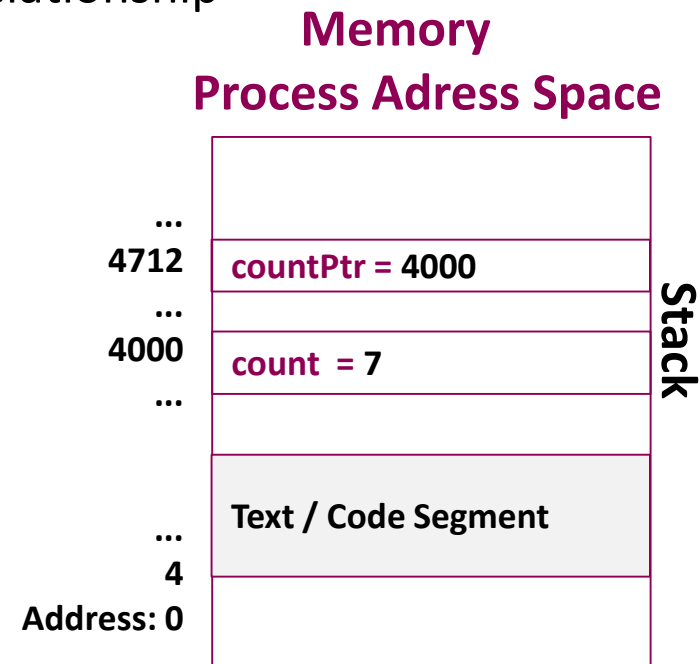 Memory
Process Adress Space
...
4712 countPtr = 4000
...
4000 count = 7
...
Stack
Text / Code Segment
...
4
Address: 0